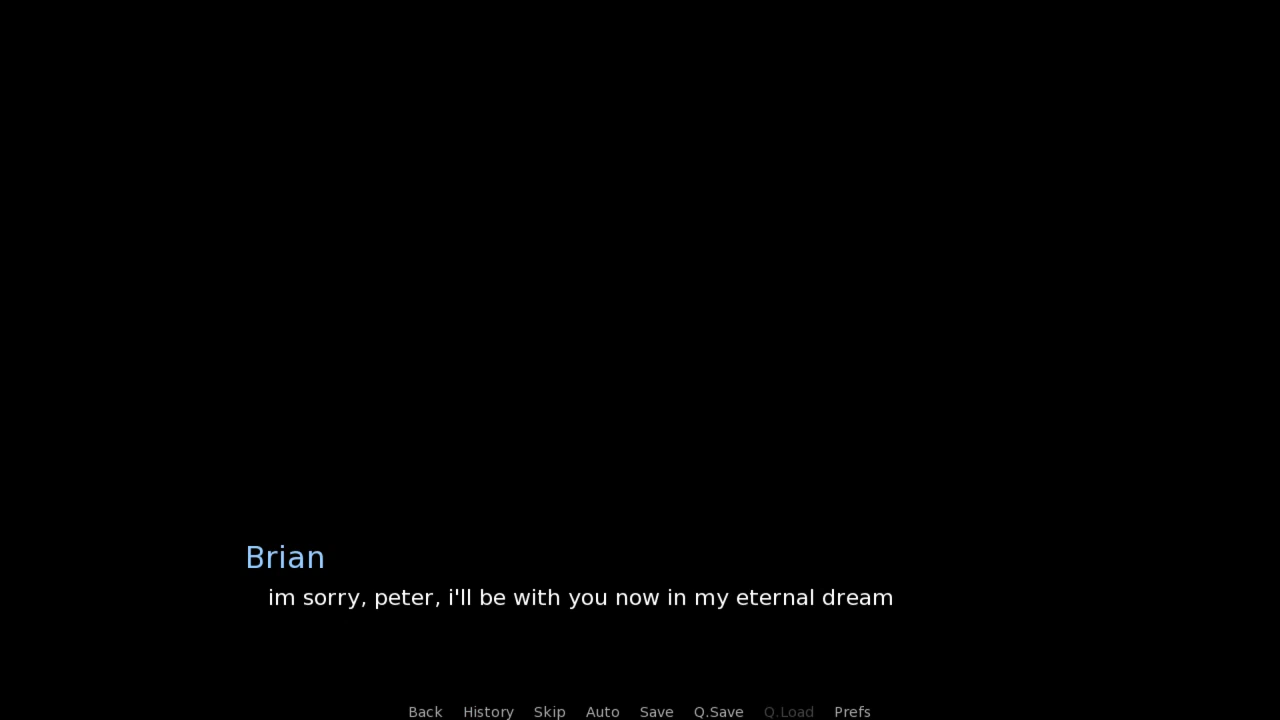 Brian
im sorry, peter, i'll be with you now in my eternal dream
Back History Skip Auto Save Q.Save Q.Load Prefs